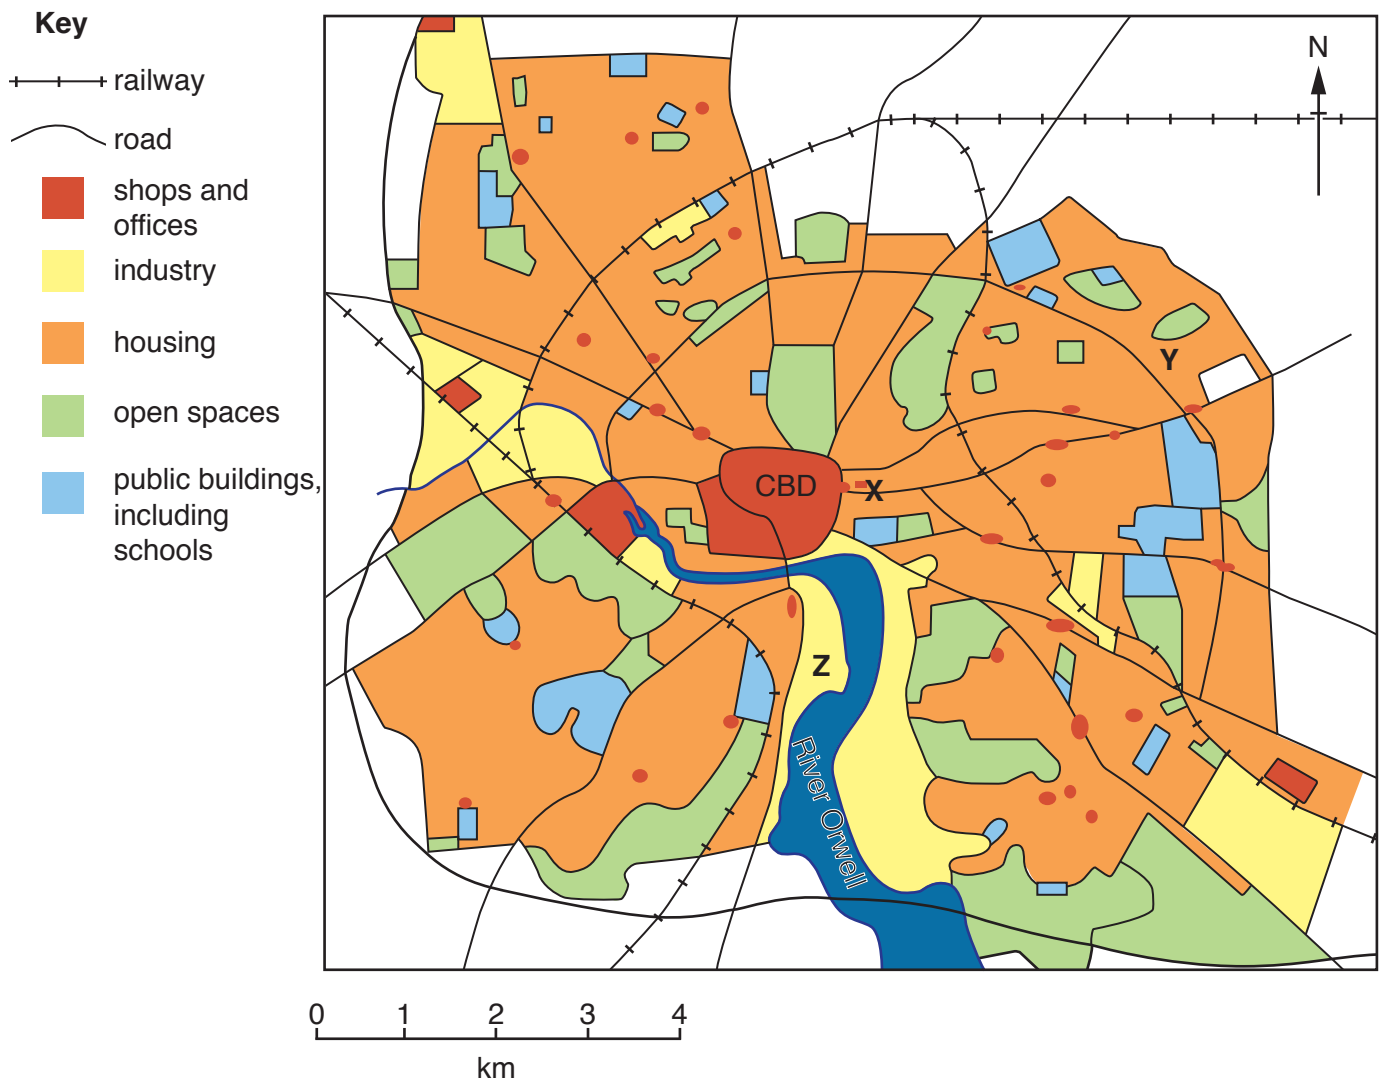 Key
railway
road
shops and
offices
industry
housing
open spaces
public buildings,
including
schools
N
Y
CBD
X
Z
River Orwell
0 1 2 3 4
km